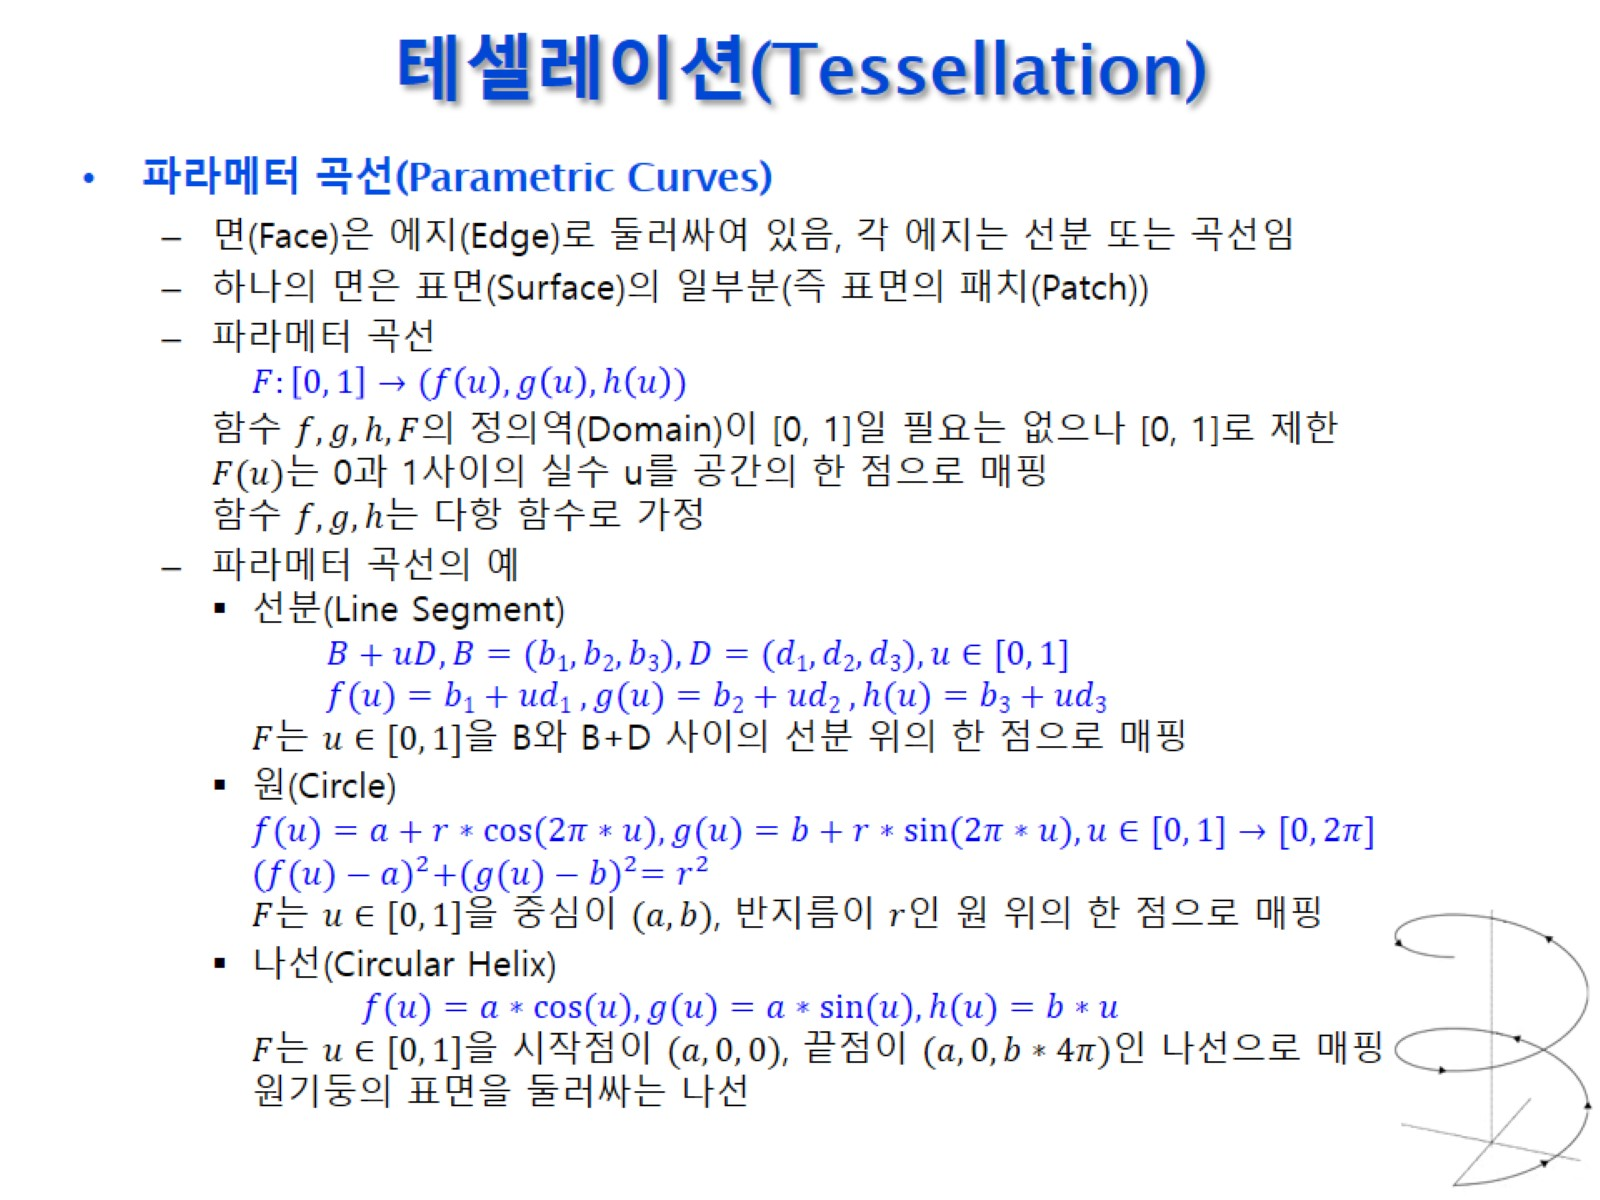 테셀레이션(Tessellation)
• 파라메터 곡선(Parametric Curves)
– 면(Face)은 에지(Edge)로 둘러싸여 있음, 각 에지는 선분 또는 곡선임
– 하나의 면은 표면(Surface)의 일부분(즉 표면의 패치(Patch))
– 파라메터 곡선
F: [0, 1] → (f(u), g(u), h(u))
함수 f, g, h, F의 정의역(Domain)이 [0, 1]일 필요는 없으나 [0, 1]로 제한
F(u)는 0과 1사이의 실수 u를 공간의 한 점으로 매핑
함수 f, g, h는 다항 함수로 가정
– 파라메터 곡선의 예
▪ 선분(Line Segment)
B + uD, B = (b₁, b₂, b₃), D = (d₁, d₂, d₃), u ∈ [0, 1]
f(u) = b₁ + ud₁ , g(u) = b₂ + ud₂ , h(u) = b₃ + ud₃
F는 u ∈ [0, 1]을 B와 B+D 사이의 선분 위의 한 점으로 매핑
▪ 원(Circle)
f(u) = a + r ∗ cos(2π ∗ u), g(u) = b + r ∗ sin(2π ∗ u), u ∈ [0, 1] → [0, 2π]
(f(u) − a)²+(g(u) − b)²= r²
F는 u ∈ [0, 1]을 중심이 (a, b), 반지름이 r인 원 위의 한 점으로 매핑
▪ 나선(Circular Helix)
f(u) = a ∗ cos(u), g(u) = a ∗ sin(u), h(u) = b ∗ u
F는 u ∈ [0, 1]을 시작점이 (a, 0, 0), 끝점이 (a, 0, b ∗ 4π)인 나선으로 매핑
원기둥의 표면을 둘러싸는 나선